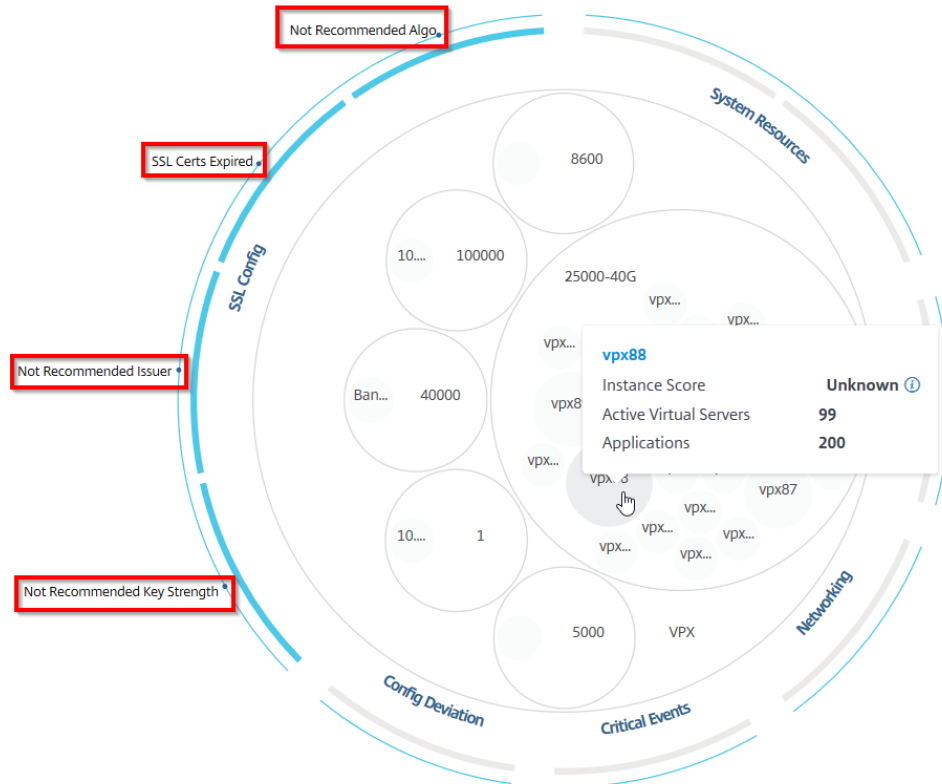 Not Recommended Algo
System Resources
SSL Certs Expired
8600
10....
100000
SSL Config
25000-40G
vpx...
vpx...
vpx...
vpx88
Instance Score
Unknown
Active Virtual Servers
99
Applications
200
Not Recommended Issuer
Ban...
40000
vpx8
vpx...
vpx87
vpx...
vpx...
vpx...
10....
1
vpx...
vpx...
Not Recommended Key Strength
Networking
5000
VPX
Config Deviation
Critical Events